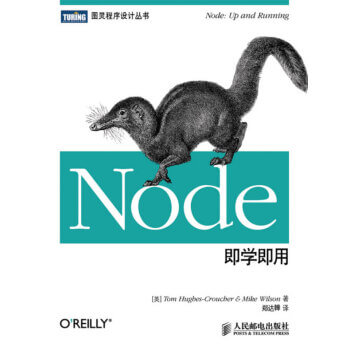 TURING 图灵程序设计丛书
Node: Up and Running
Node
即学即用
[英] Tom Hughes-Croucher & Mike Wilson 著
郑达韡 译
O'REILLY®
人民邮电出版社
POSTS & TELECOM PRESS